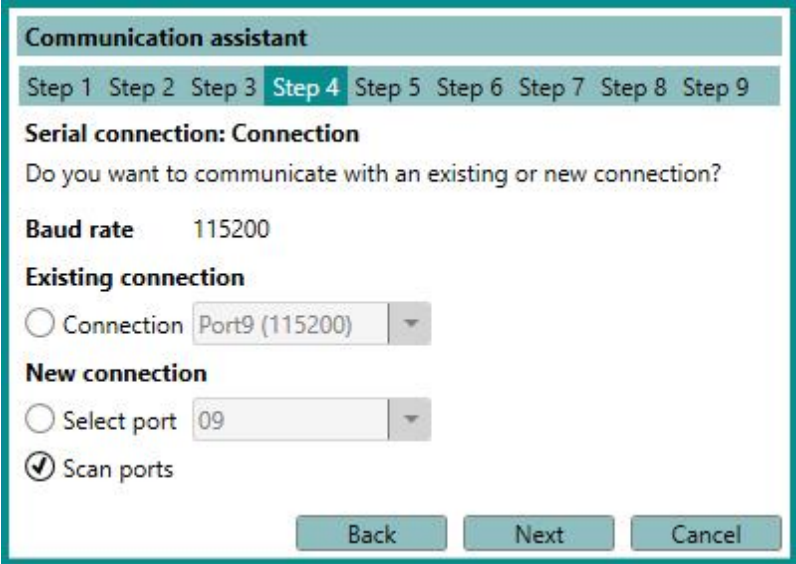 Communication assistant
Step 1 Step 2 Step 3 Step 4 Step 5 Step 6 Step 7 Step 8 Step 9
Serial connection: Connection
Do you want to communicate with an existing or new connection?
Baud rate 115200
Existing connection
Connection Port9 (115200)
New connection
Select port 09
Scan ports
Back Next Cancel